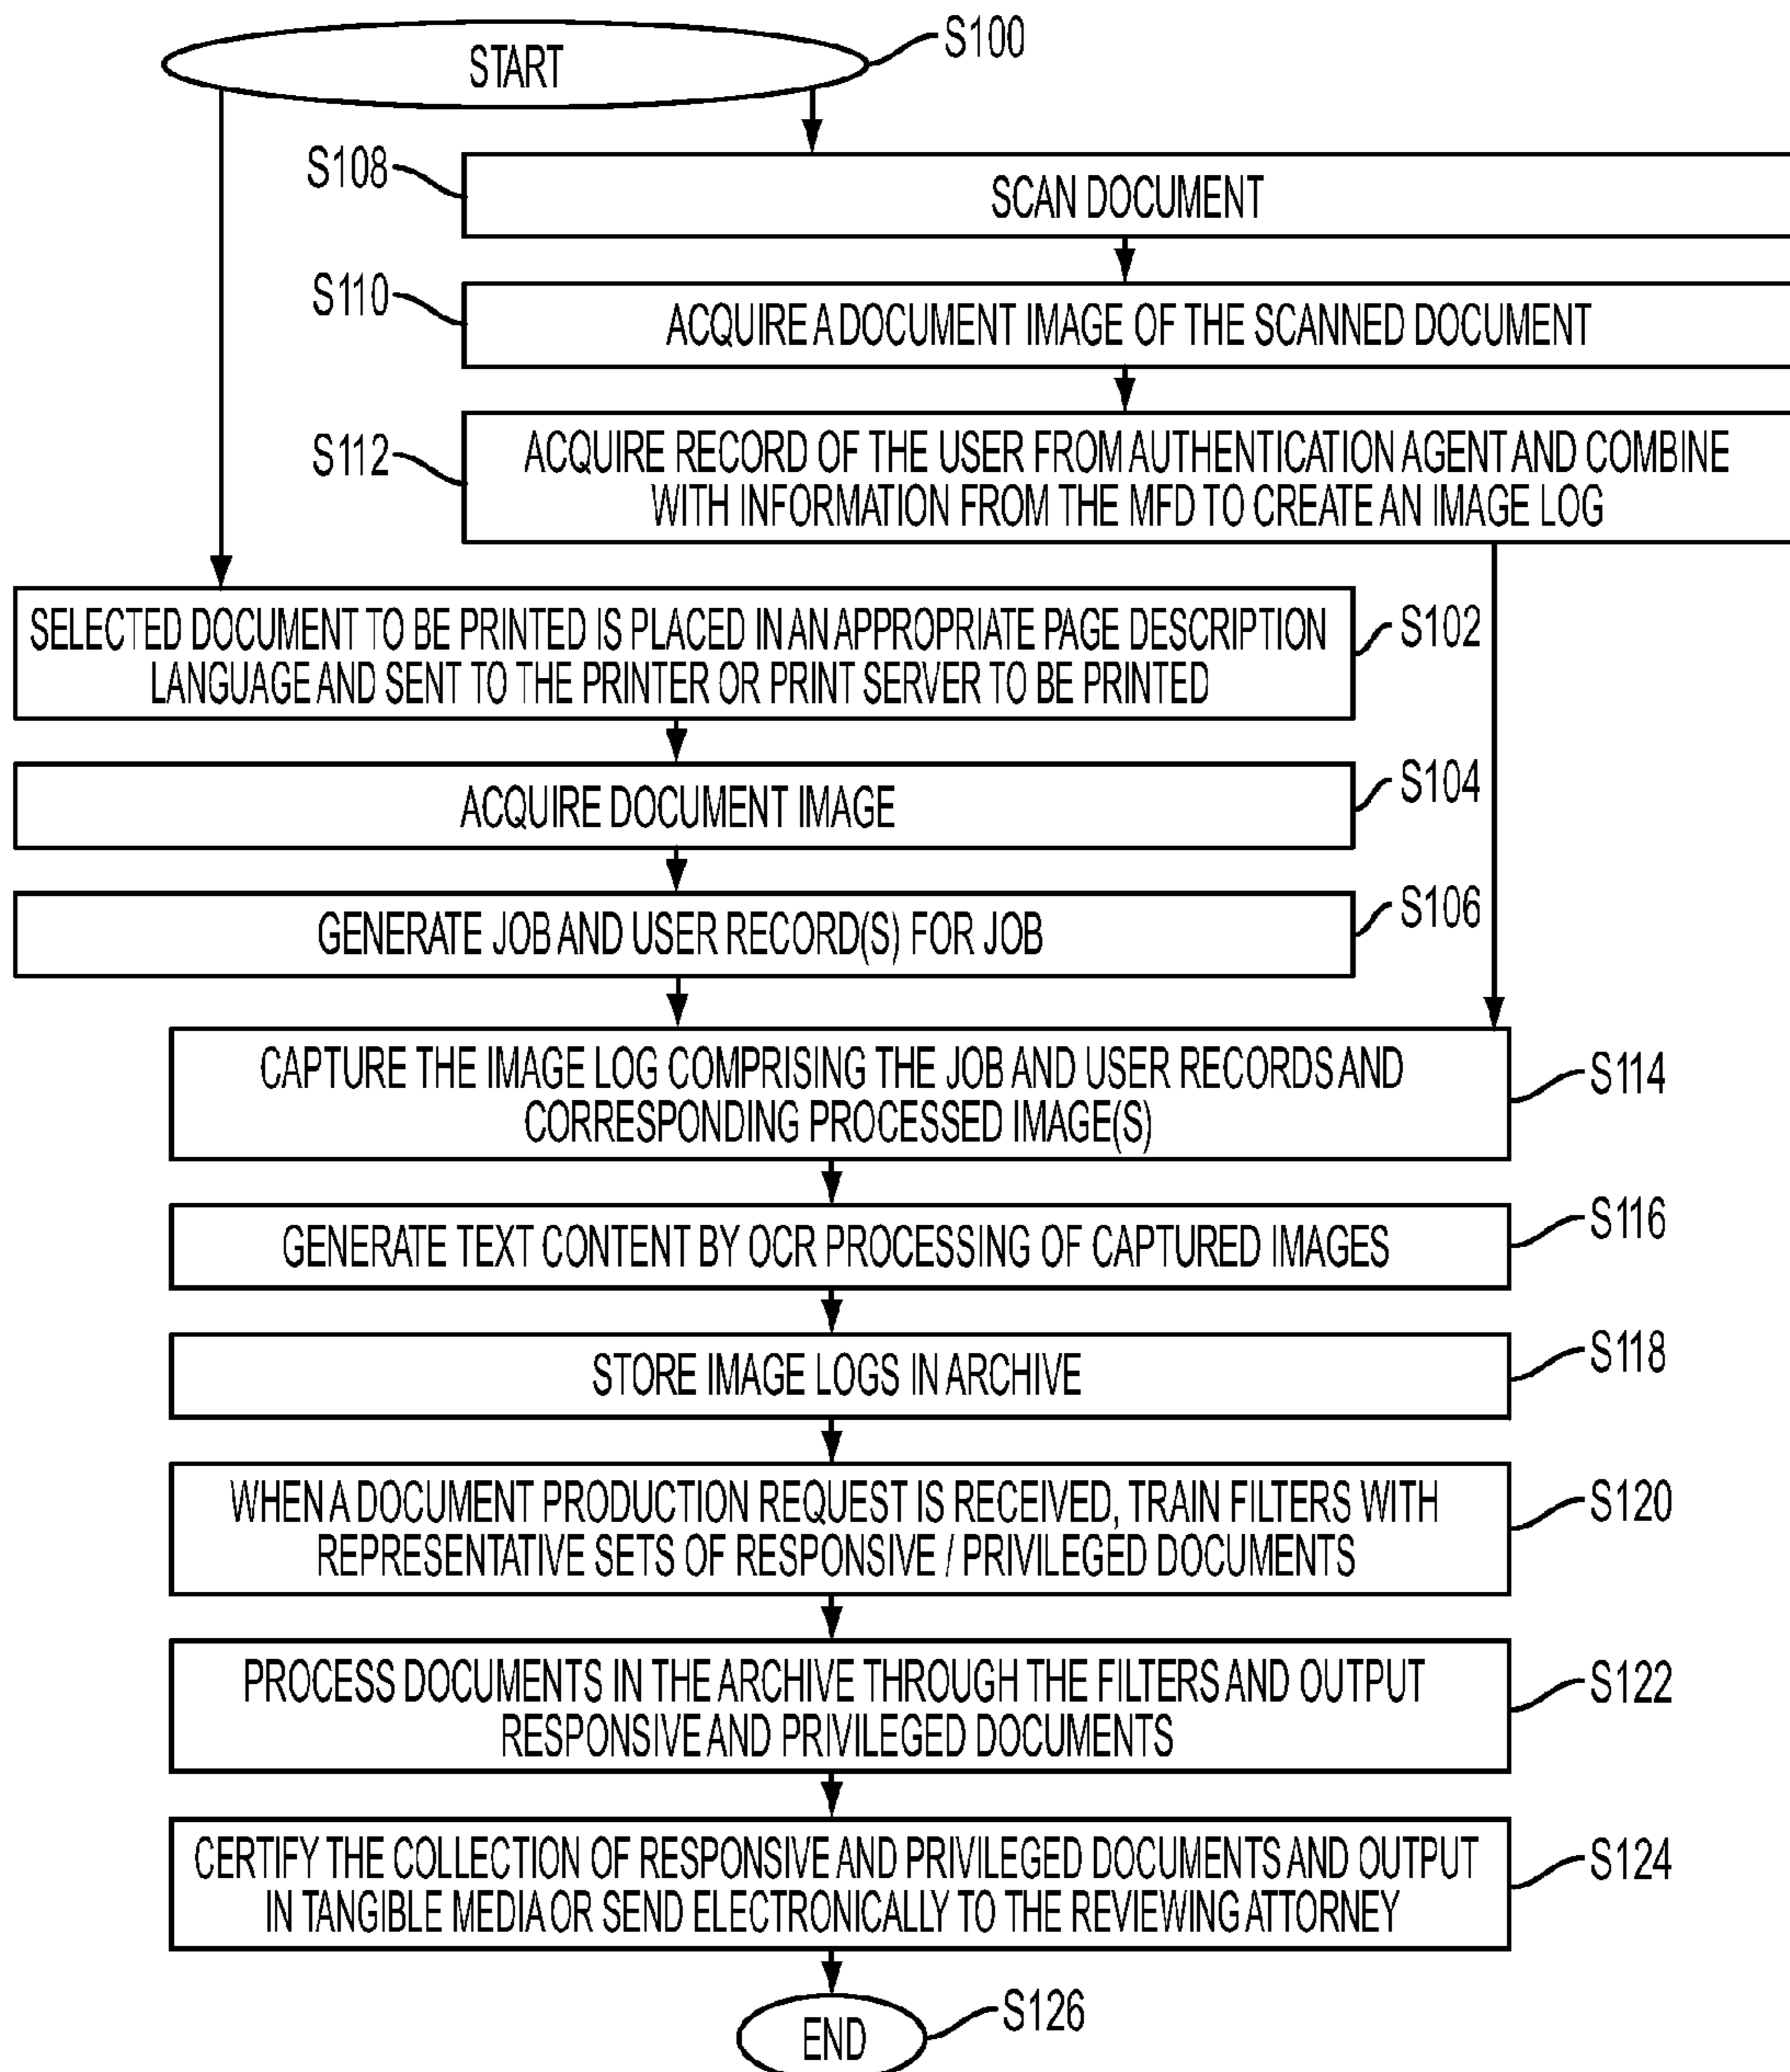 START
S100
S108
SCAN DOCUMENT
S110
ACQUIRE A DOCUMENT IMAGE OF THE SCANNED DOCUMENT
S112
ACQUIRE RECORD OF THE USER FROM AUTHENTICATION AGENT AND COMBINE
WITH INFORMATION FROM THE MFD TO CREATE AN IMAGE LOG
SELECTED DOCUMENT TO BE PRINTED IS PLACED IN AN APPROPRIATE PAGE DESCRIPTION
LANGUAGE AND SENT TO THE PRINTER OR PRINT SERVER TO BE PRINTED
S102
ACQUIRE DOCUMENT IMAGE
S104
GENERATE JOB AND USER RECORD(S) FOR JOB
S106
CAPTURE THE IMAGE LOG COMPRISING THE JOB AND USER RECORDS AND
CORRESPONDING PROCESSED IMAGE(S)
S114
GENERATE TEXT CONTENT BY OCR PROCESSING OF CAPTURED IMAGES
S116
STORE IMAGE LOGS IN ARCHIVE
S118
WHEN A DOCUMENT PRODUCTION REQUEST IS RECEIVED, TRAIN FILTERS WITH
REPRESENTATIVE SETS OF RESPONSIVE / PRIVILEGED DOCUMENTS
S120
PROCESS DOCUMENTS IN THE ARCHIVE THROUGH THE FILTERS AND OUTPUT
RESPONSIVE AND PRIVILEGED DOCUMENTS
S122
CERTIFY THE COLLECTION OF RESPONSIVE AND PRIVILEGED DOCUMENTS AND OUTPUT
IN TANGIBLE MEDIA OR SEND ELECTRONICALLY TO THE REVIEWING ATTORNEY
S124
END
S126